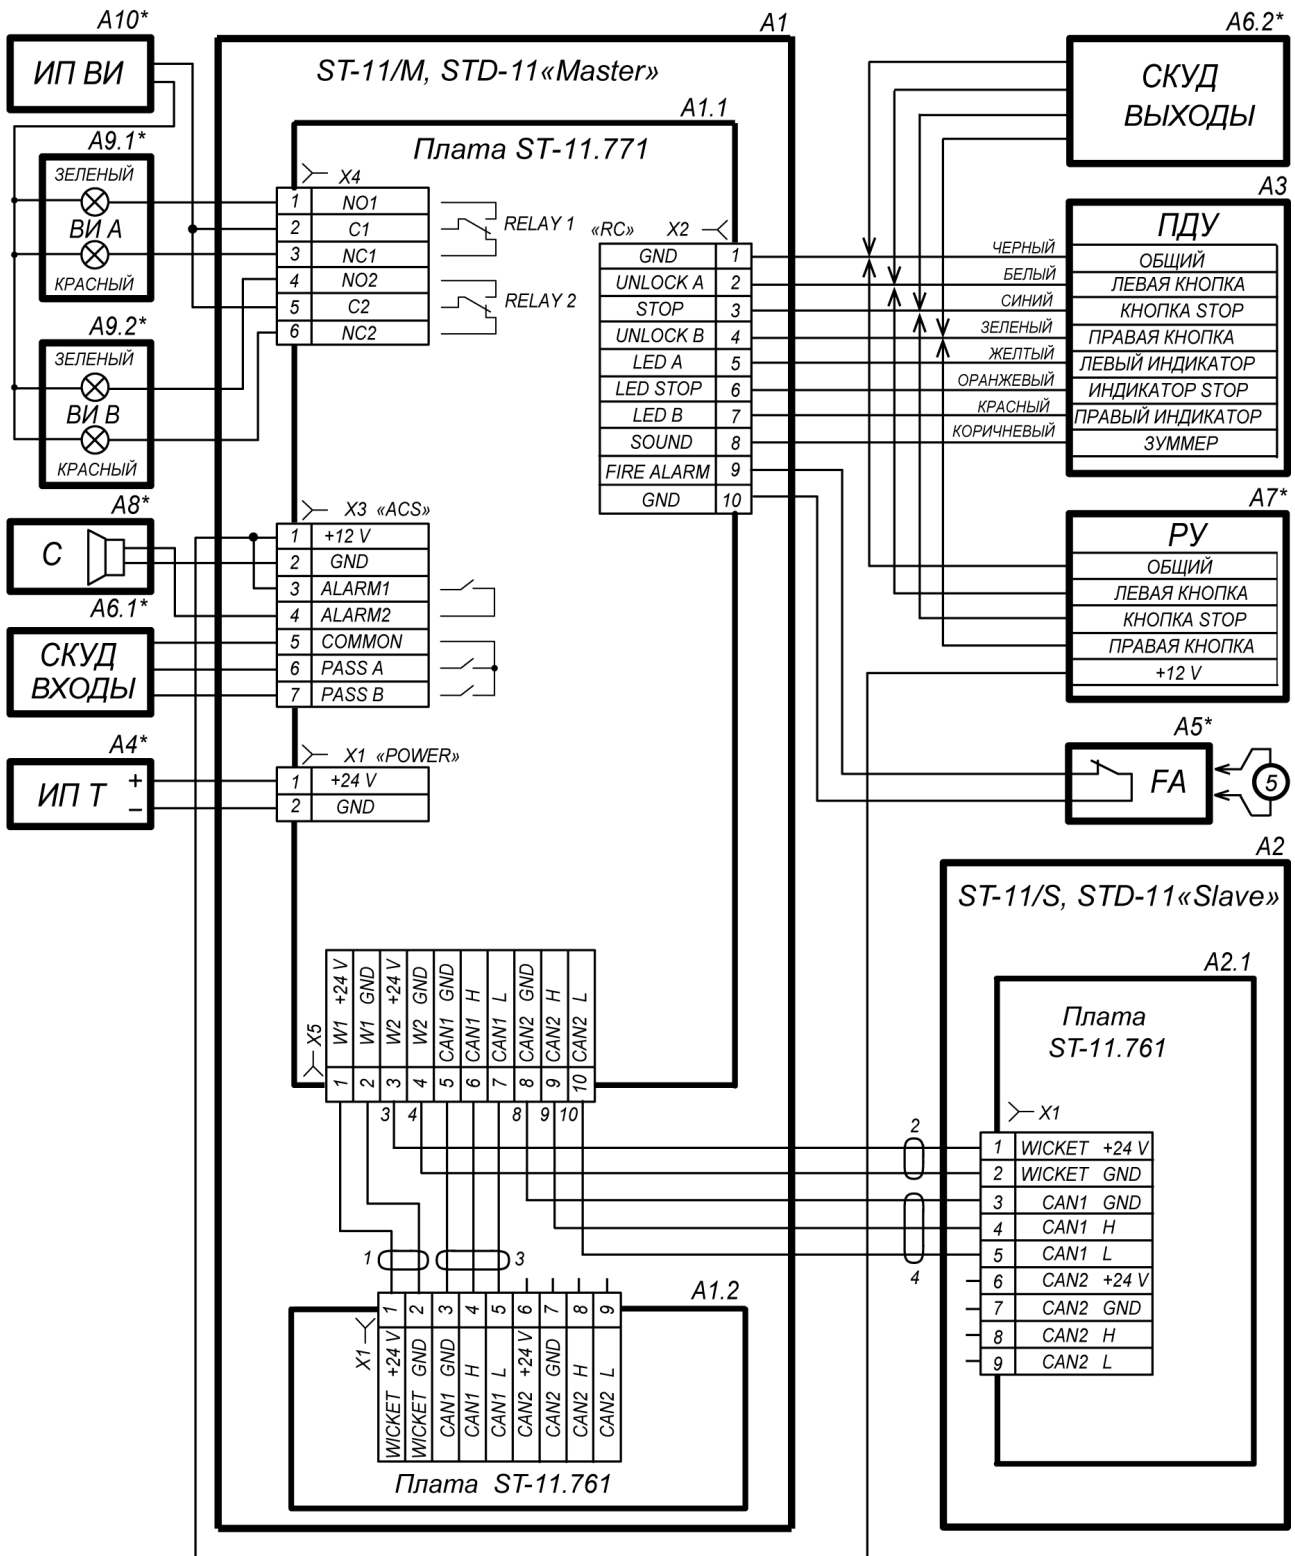 A10*
A1
A6.2*
ИП ВИ
ST-11/M, STD-11«Master»
СКУД
ВЫХОДЫ
A1.1
A9.1*
Плата ST-11.771
ЗЕЛЕНЫЙ
ВИ А
КРАСНЫЙ
X4
1 NO1
2 C1
3 NC1
4 NO2
5 C2
6 NC2
RELAY 1
RELAY 2
A9.2*
ЗЕЛЕНЫЙ
ВИ В
КРАСНЫЙ
«RC» X2
GND 1
UNLOCK A 2
STOP 3
UNLOCK B 4
LED A 5
LED STOP 6
LED B 7
SOUND 8
FIRE ALARM 9
GND 10
ЧЕРНЫЙ
БЕЛЫЙ
СИНИЙ
ЗЕЛЕНЫЙ
ЖЕЛТЫЙ
ОРАНЖЕВЫЙ
КРАСНЫЙ
КОРИЧНЕВЫЙ
A3
ПДУ
ОБЩИЙ
ЛЕВАЯ КНОПКА
КНОПКА STOP
ПРАВАЯ КНОПКА
ЛЕВЫЙ ИНДИКАТОР
ИНДИКАТОР STOP
ПРАВЫЙ ИНДИКАТОР
ЗУММЕР
A8*
C
X3 «ACS»
1 +12 V
2 GND
3 ALARM1
4 ALARM2
5 COMMON
6 PASS A
7 PASS B
A6.1*
СКУД
ВХОДЫ
A7*
РУ
ОБЩИЙ
ЛЕВАЯ КНОПКА
КНОПКА STOP
ПРАВАЯ КНОПКА
+12 V
A4*
ИП Т
+
−
X1 «POWER»
1 +24 V
2 GND
A5*
FA
5
A2
ST-11/S, STD-11«Slave»
A2.1
Плата
ST-11.761
X5
1 W1 +24 V
2 W1 GND
3 W2 +24 V
4 W2 GND
5 CAN1 GND
6 CAN1 H
7 CAN1 L
8 CAN2 GND
9 CAN2 H
10 CAN2 L
3 4 8 9 10
2
4
X1
1 WICKET +24 V
2 WICKET GND
3 CAN1 GND
4 CAN1 H
5 CAN1 L
6 CAN2 +24 V
7 CAN2 GND
8 CAN2 H
9 CAN2 L
1
3
A1.2
X1
1 WICKET +24 V
2 WICKET GND
3 CAN1 GND
4 CAN1 H
5 CAN1 L
6 CAN2 +24 V
7 CAN2 GND
8 CAN2 H
9 CAN2 L
Плата ST-11.761